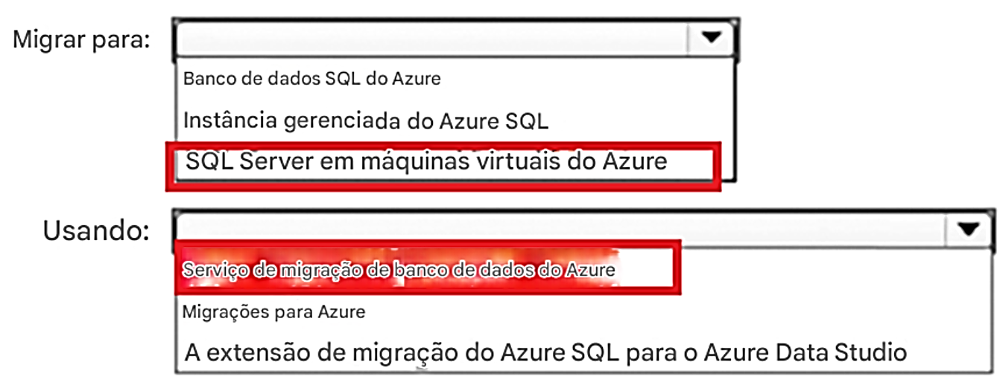 Migrar para:
Banco de dados SQL do Azure
Instância gerenciada do Azure SQL
SQL Server em máquinas virtuais do Azure
Usando:
Serviço de migração de banco de dados do Azure
Migrações para Azure
A extensão de migração do Azure SQL para o Azure Data Studio